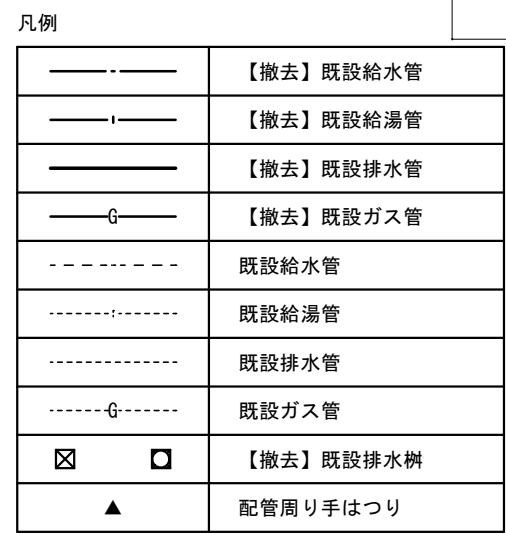 凡例
【撤去】既設給水管
【撤去】既設給湯管
【撤去】既設排水管
G 【撤去】既設ガス管
既設給水管
既設給湯管
既設排水管
G 既設ガス管
【撤去】既設排水桝
▲ 配管周り手はつり